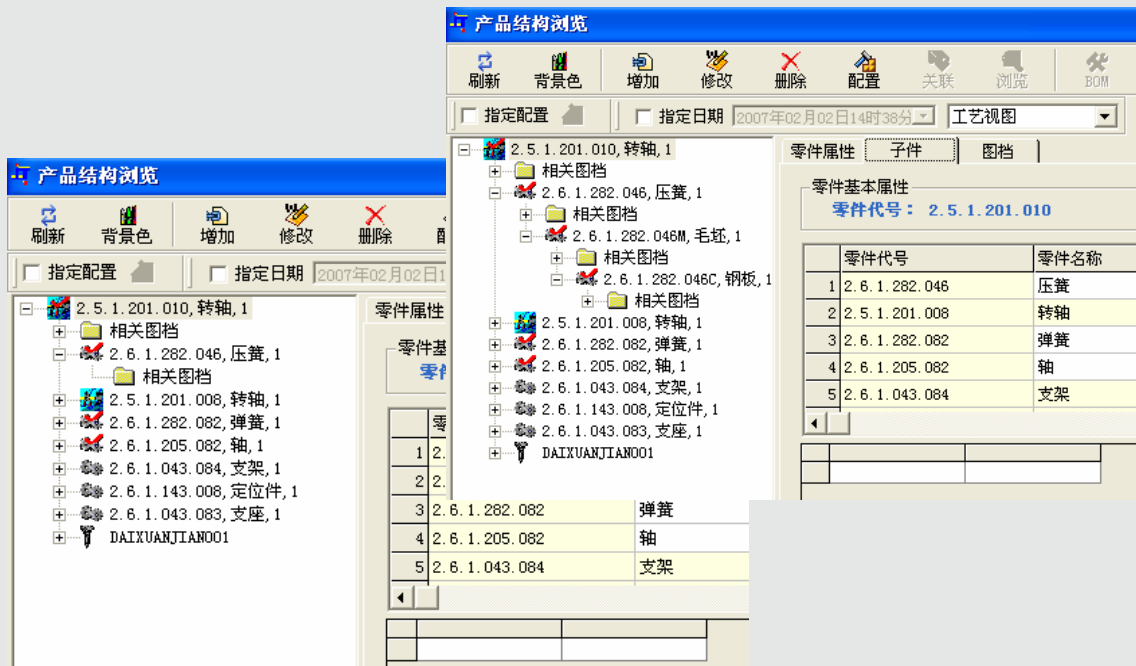 产品结构浏览
刷新 背景色 增加 修改 删除 配置 关联 浏览 BOM
指定配置 指定日期 2007年02月02日14时38分 工艺视图
2.5.1.201.010,转轴,1
相关图档
2.6.1.282.046,压簧,1
相关图档
2.6.1.282.046M,毛坯,1
相关图档
2.6.1.282.046C,钢板,1
相关图档
2.5.1.201.008,转轴,1
2.6.1.282.082,弹簧,1
2.6.1.205.082,轴,1
2.6.1.043.084,支架,1
2.6.1.143.008,定位件,1
2.6.1.043.083,支座,1
DAIXUANJIAN001
零件属性 子件 图档
零件基本属性
零件代号： 2.5.1.201.010
零件代号 零件名称
1 2.6.1.282.046 压簧
2 2.5.1.201.008 转轴
3 2.6.1.282.082 弹簧
4 2.6.1.205.082 轴
5 2.6.1.043.084 支架
产品结构浏览
刷新 背景色 增加 修改 删除
指定配置 指定日期 2007年02月02日1
2.5.1.201.010,转轴,1
相关图档
2.6.1.282.046,压簧,1
相关图档
2.5.1.201.008,转轴,1
2.6.1.282.082,弹簧,1
2.6.1.205.082,轴,1
2.6.1.043.084,支架,1
2.6.1.143.008,定位件,1
2.6.1.043.083,支座,1
DAIXUANJIAN001
零件属性
零件基
零件
零
1 2.
2 2.
3 2.6.1.282.082 弹簧
4 2.6.1.205.082 轴
5 2.6.1.043.084 支架